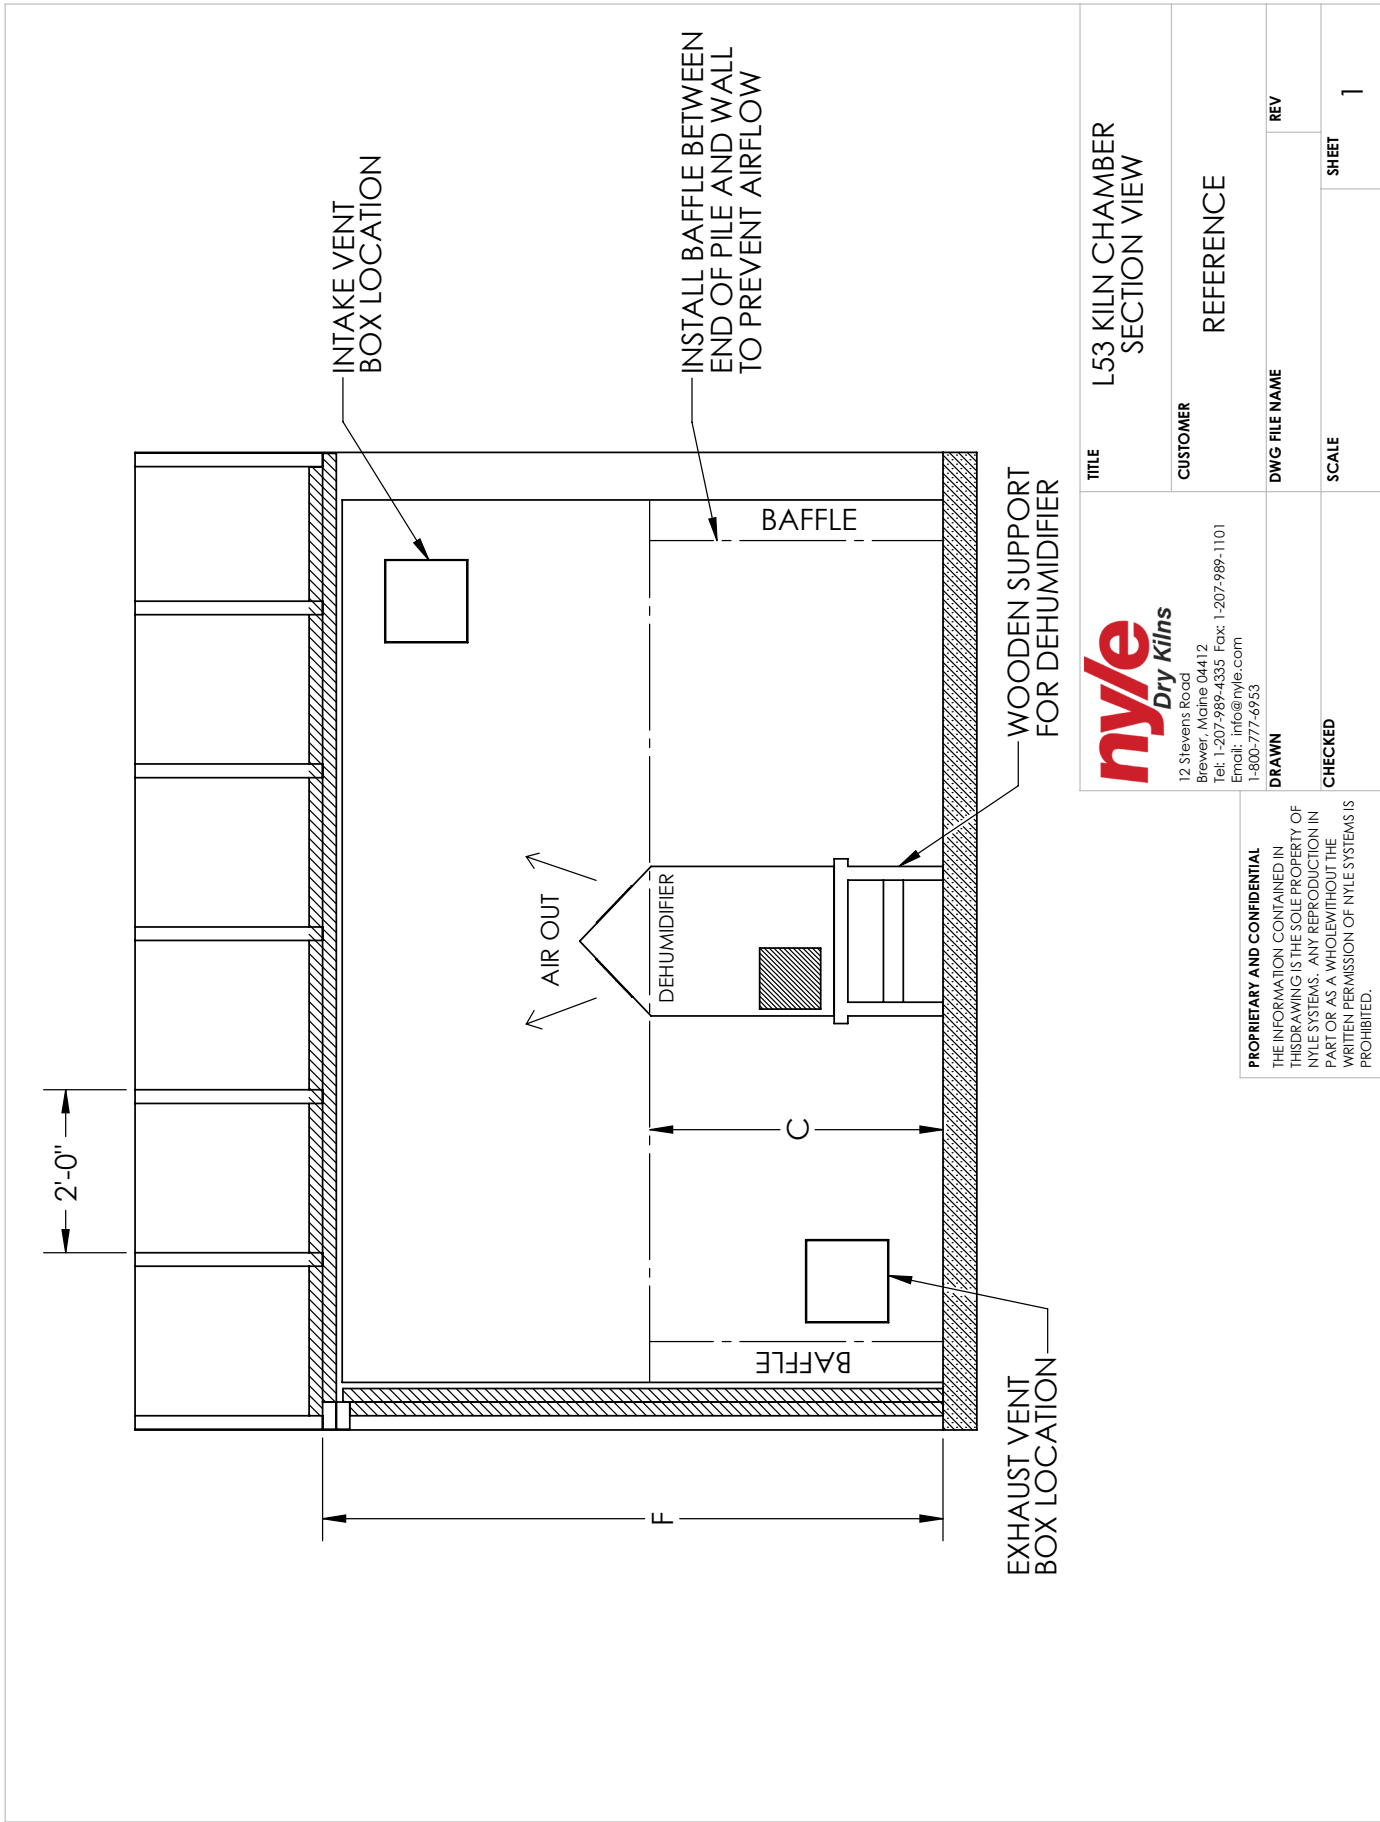 2'-0"
INTAKE VENT
BOX LOCATION
AIR OUT
DEHUMIDIFIER
INSTALL BAFFLE BETWEEN
END OF PILE AND WALL
TO PREVENT AIRFLOW
BAFFLE
BAFFLE
F
C
EXHAUST VENT
BOX LOCATION
WOODEN SUPPORT
FOR DEHUMIDIFIER
PROPRIETARY AND CONFIDENTIAL
THE INFORMATION CONTAINED IN
THISDRAWING IS THE SOLE PROPERTY OF
NYLE SYSTEMS. ANY REPRODUCTION IN
PART OR AS A WHOLEWITHOUT THE
WRITTEN PERMISSION OF NYLE SYSTEMS IS
PROHIBITED.
nyle
Dry Kilns
12 Stevens Road
Brewer, Maine 04412
Tel: 1-207-989-4335 Fax: 1-207-989-1101
Email: info@nyle.com
1-800-777-6953
DRAWN
CHECKED
TITLE
L53 KILN CHAMBER
SECTION VIEW
CUSTOMER
REFERENCE
DWG FILE NAME
REV
SCALE
SHEET
1